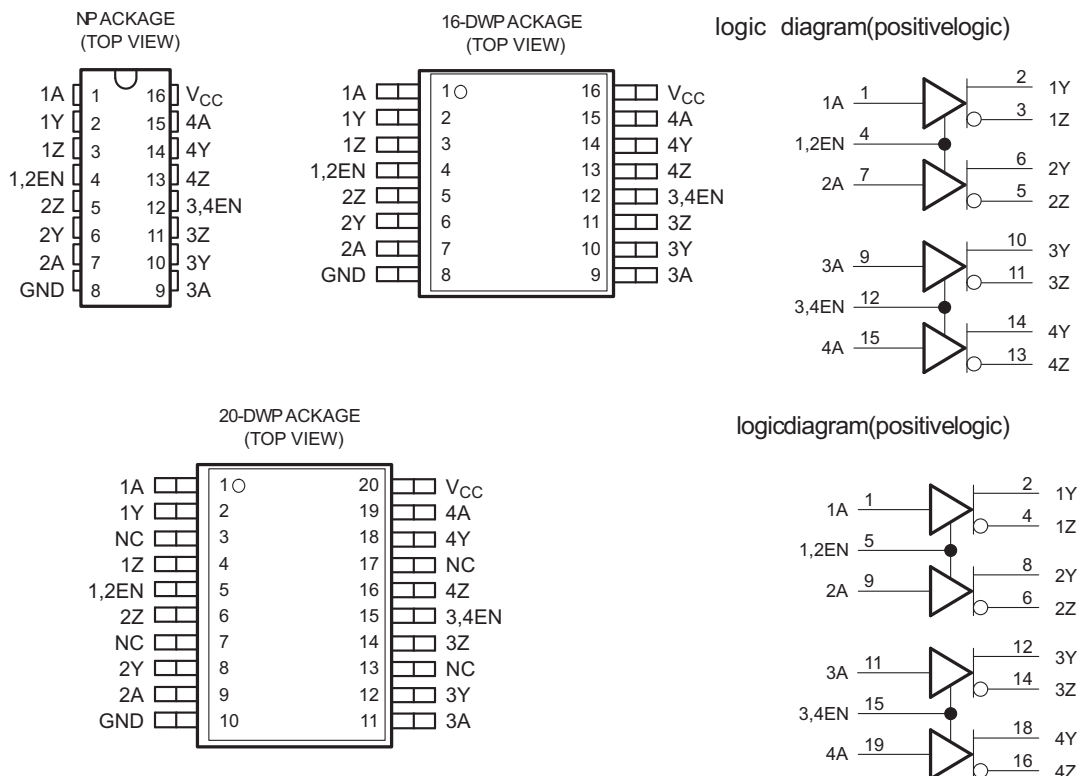 NPACKAGE
(TOP VIEW)
1A 1 16 VCC
1Y 2 15 4A
1Z 3 14 4Y
1,2EN 4 13 4Z
2Z 5 12 3,4EN
2Y 6 11 3Z
2A 7 10 3Y
GND 8 9 3A
16-DWPACKAGE
(TOP VIEW)
1A 1 16 VCC
1Y 2 15 4A
1Z 3 14 4Y
1,2EN 4 13 4Z
2Z 5 12 3,4EN
2Y 6 11 3Z
2A 7 10 3Y
GND 8 9 3A
logic diagram(positivelogic)
1A 1 2 1Y
3 1Z
1,2EN 4
2A 7 6 2Y
5 2Z
3A 9 10 3Y
11 3Z
3,4EN 12
4A 15 14 4Y
13 4Z
20-DWPACKAGE
(TOP VIEW)
1A 1 20 VCC
1Y 2 19 4A
NC 3 18 4Y
1Z 4 17 NC
1,2EN 5 16 4Z
2Z 6 15 3,4EN
NC 7 14 3Z
2Y 8 13 NC
2A 9 12 3Y
GND 10 11 3A
logicdiagram(positivelogic)
1A 1 2 1Y
4 1Z
1,2EN 5
2A 9 8 2Y
6 2Z
3A 11 12 3Y
14 3Z
3,4EN 15
4A 19 18 4Y
16 4Z